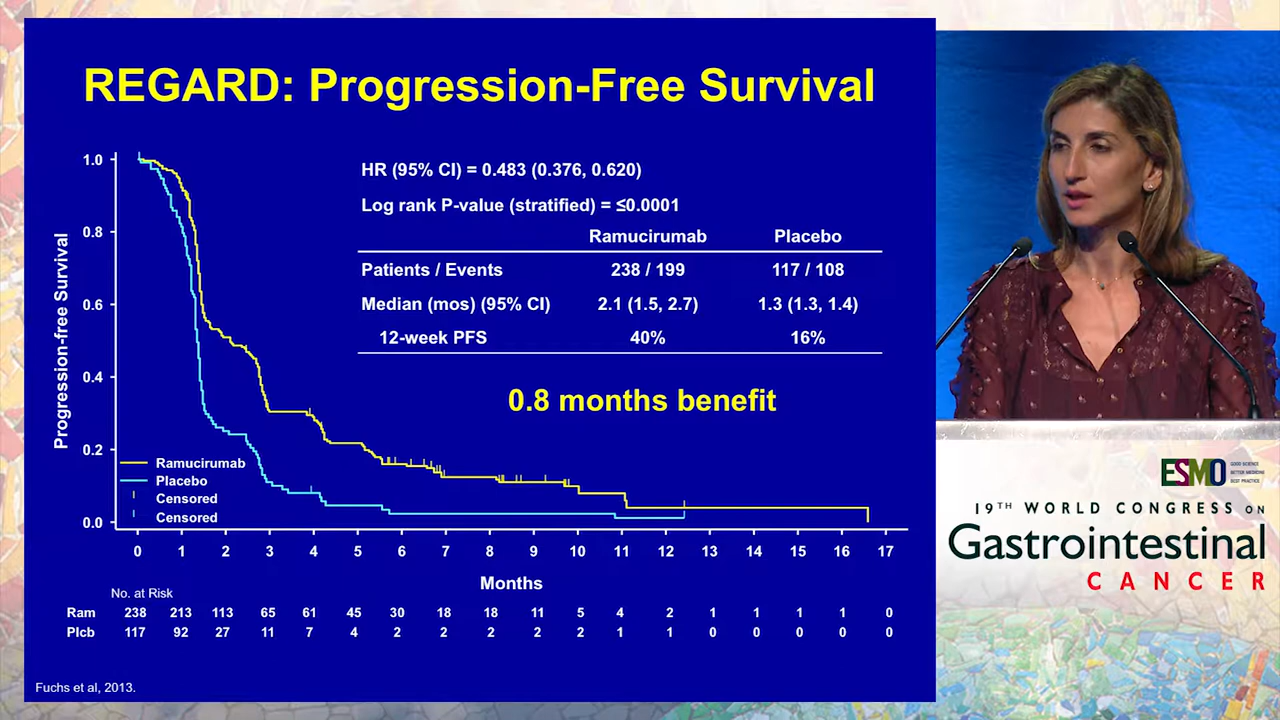 REGARD: Progression-Free Survival
HR (95% CI) = 0.483 (0.376, 0.620)
Log rank P-value (stratified) = ≤0.0001
Ramucirumab Placebo
Patients / Events 238 / 199 117 / 108
Median (mos) (95% CI) 2.1 (1.5, 2.7) 1.3 (1.3, 1.4)
12-week PFS 40% 16%
0.8 months benefit
Progression-free Survival
1.0
0.8
0.6
0.4
0.2
0.0
Ramucirumab
Placebo
Censored
Censored
0 1 2 3 4 5 6 7 8 9 10 11 12 13 14 15 16 17
Months
No. at Risk
Ram 238 213 113 65 61 45 30 18 18 11 5 4 2 1 1 1 1 0
Plcb 117 92 27 11 7 4 2 2 2 2 2 1 1 0 0 0 0 0
Fuchs et al, 2013.
ESMO
GOOD SCIENCE
BETTER MEDICINE
BEST PRACTICE
19TH WORLD CONGRESS ON
Gastrointestinal
CANCER